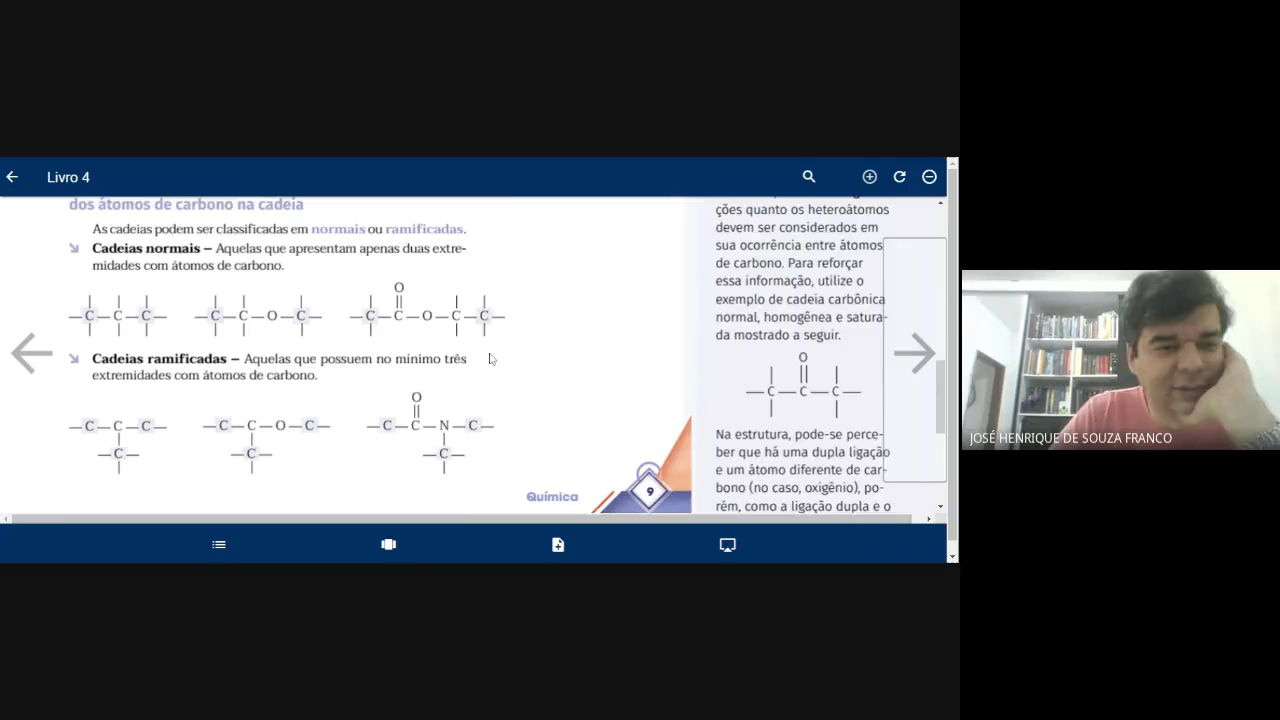 Livro 4
dos átomos de carbono na cadeia
As cadeias podem ser classificadas em normais ou ramificadas.
Cadeias normais – Aquelas que apresentam apenas duas extre-
midades com átomos de carbono.
O
C C C C C O C C C O C C
Cadeias ramificadas – Aquelas que possuem no mínimo três
extremidades com átomos de carbono.
O
C C C C C O C C C N C
C C C
Química
9
ções quanto os heteroátomos
devem ser considerados em
sua ocorrência entre átomos
de carbono. Para reforçar
essa informação, utilize o
exemplo de cadeia carbônica
normal, homogênea e satura-
da mostrado a seguir.
O
C C C
Na estrutura, pode-se perce-
ber que há uma dupla ligação
e um átomo diferente de car-
bono (no caso, oxigênio), po-
rém, como a ligação dupla e o
JOSÉ HENRIQUE DE SOUZA FRANCO